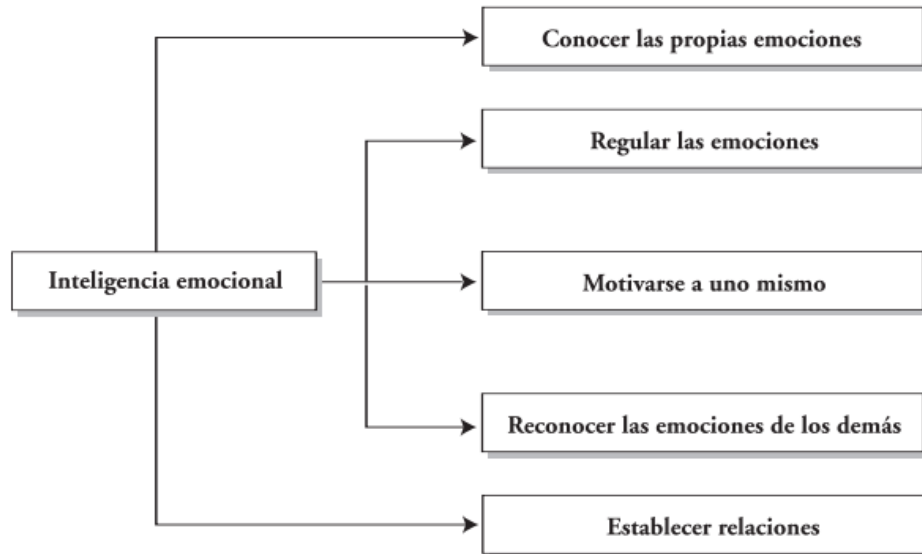 Conocer las propias emociones
Regular las emociones
Inteligencia emocional
Motivarse a uno mismo
Reconocer las emociones de los demás
Establecer relaciones